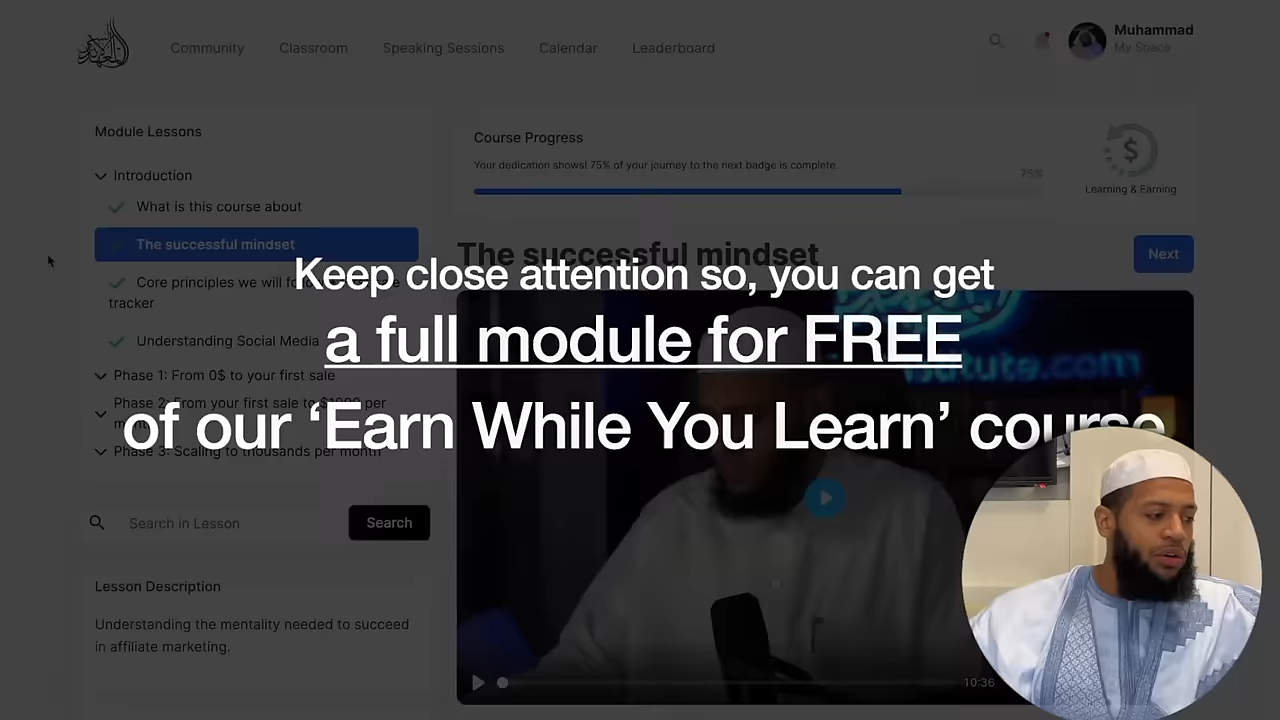 Community
Classroom
Speaking Sessions
Calendar
Leaderboard
Muhammad
My Space
Module Lessons
Introduction
What is this course about
The successful mindset
Core principles we will
tracker
Understanding Social Media
Phase 1: From 0$ to your first sale
Phase 2: From your first sale to $1000 per
Phase 3: Scaling to thousands per month
Search in Lesson
Search
Lesson Description
Understanding the mentality needed to succeed
in affiliate marketing.
Course Progress
Your dedication shows! 75% of your journey to the next badge is complete.
75%
Learning & Earning
The successful mindset
Next
Keep close attention so, you can get
a full module for FREE
of our ‘Earn While You Learn’ course
10:36